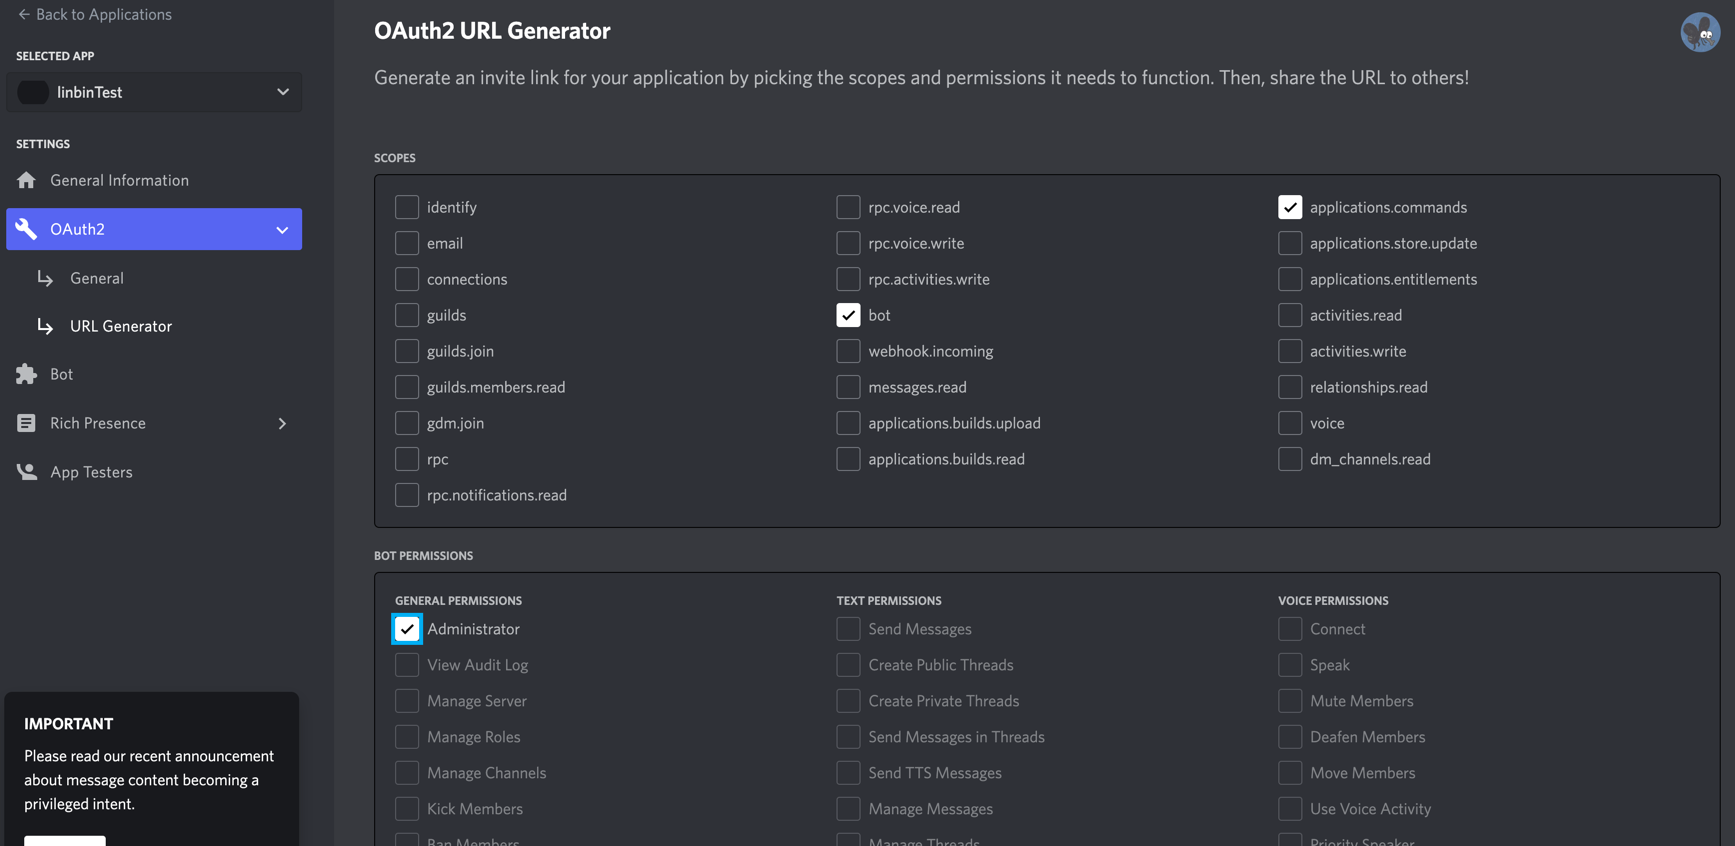 ← Back to Applications
SELECTED APP
linbinTest
SETTINGS
General Information
OAuth2
General
URL Generator
Bot
Rich Presence
App Testers
IMPORTANT
Please read our recent announcement
about message content becoming a
privileged intent.
OAuth2 URL Generator
Generate an invite link for your application by picking the scopes and permissions it needs to function. Then, share the URL to others!
SCOPES
identify
email
connections
guilds
guilds.join
guilds.members.read
gdm.join
rpc
rpc.notifications.read
rpc.voice.read
rpc.voice.write
rpc.activities.write
bot
webhook.incoming
messages.read
applications.builds.upload
applications.builds.read
applications.commands
applications.store.update
applications.entitlements
activities.read
activities.write
relationships.read
voice
dm_channels.read
BOT PERMISSIONS
GENERAL PERMISSIONS
Administrator
View Audit Log
Manage Server
Manage Roles
Manage Channels
Kick Members
Ban Members
TEXT PERMISSIONS
Send Messages
Create Public Threads
Create Private Threads
Send Messages in Threads
Send TTS Messages
Manage Messages
Manage Threads
VOICE PERMISSIONS
Connect
Speak
Mute Members
Deafen Members
Move Members
Use Voice Activity
Priority Speaker